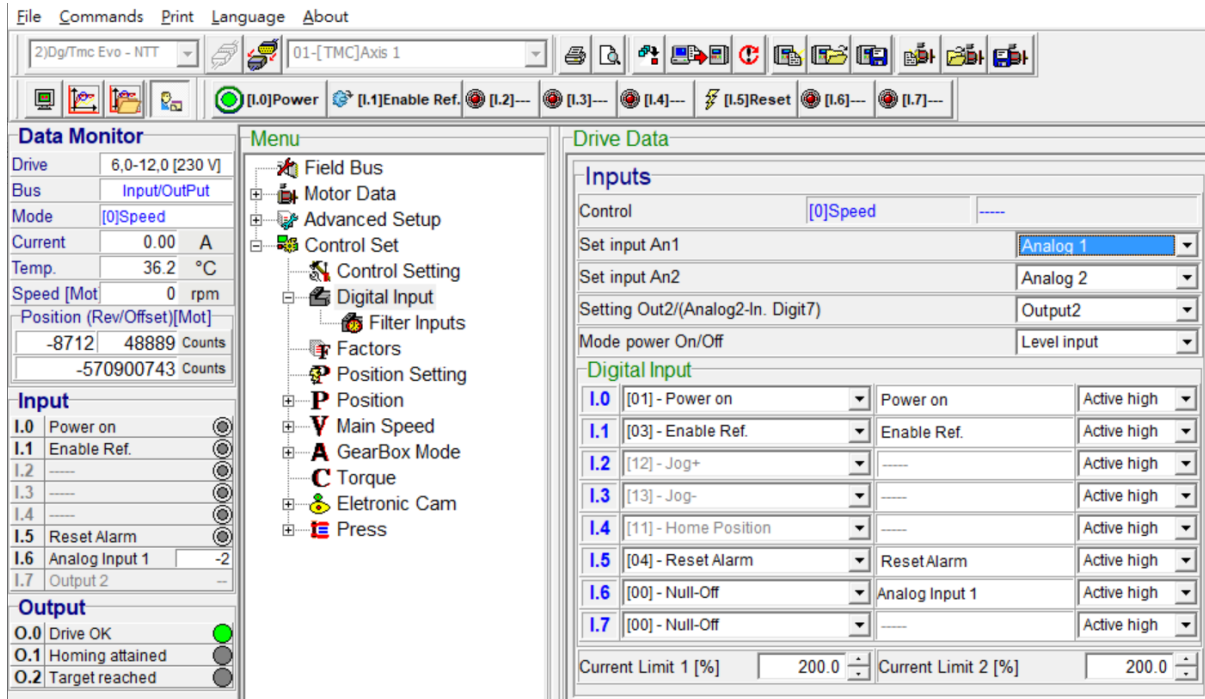 File Commands Print Language About
2)Dg/Tmc Evo - NTT 01-[TMC]Axis 1
[I.0]Power [I.1]Enable Ref. [I.2]--- [I.3]--- [I.4]--- [I.5]Reset [I.6]--- [I.7]---
Data Monitor
Drive 6,0-12,0 [230 V]
Bus Input/OutPut
Mode [0]Speed
Current 0.00 A
Temp. 36.2 °C
Speed [Mot 0 rpm
Position (Rev/Offset)[Mot]
-8712 48889 Counts
-570900743 Counts
Input
I.0 Power on
I.1 Enable Ref.
I.2 -----
I.3 -----
I.4 -----
I.5 Reset Alarm
I.6 Analog Input 1 -2
I.7 Output 2 --
Output
O.0 Drive OK
O.1 Homing attained
O.2 Target reached
Menu
Field Bus
Motor Data
Advanced Setup
Control Set
Control Setting
Digital Input
Filter Inputs
Factors
Position Setting
P Position
V Main Speed
A GearBox Mode
C Torque
Eletronic Cam
Press
Drive Data
Inputs
Control [0]Speed -----
Set input An1 Analog 1
Set input An2 Analog 2
Setting Out2/(Analog2-In. Digit7) Output2
Mode power On/Off Level input
Digital Input
I.0 [01] - Power on Power on Active high
I.1 [03] - Enable Ref. Enable Ref. Active high
I.2 [12] - Jog+ ----- Active high
I.3 [13] - Jog- ----- Active high
I.4 [11] - Home Position ----- Active high
I.5 [04] - Reset Alarm Reset Alarm Active high
I.6 [00] - Null-Off Analog Input 1 Active high
I.7 [00] - Null-Off ----- Active high
Current Limit 1 [%] 200.0 Current Limit 2 [%] 200.0